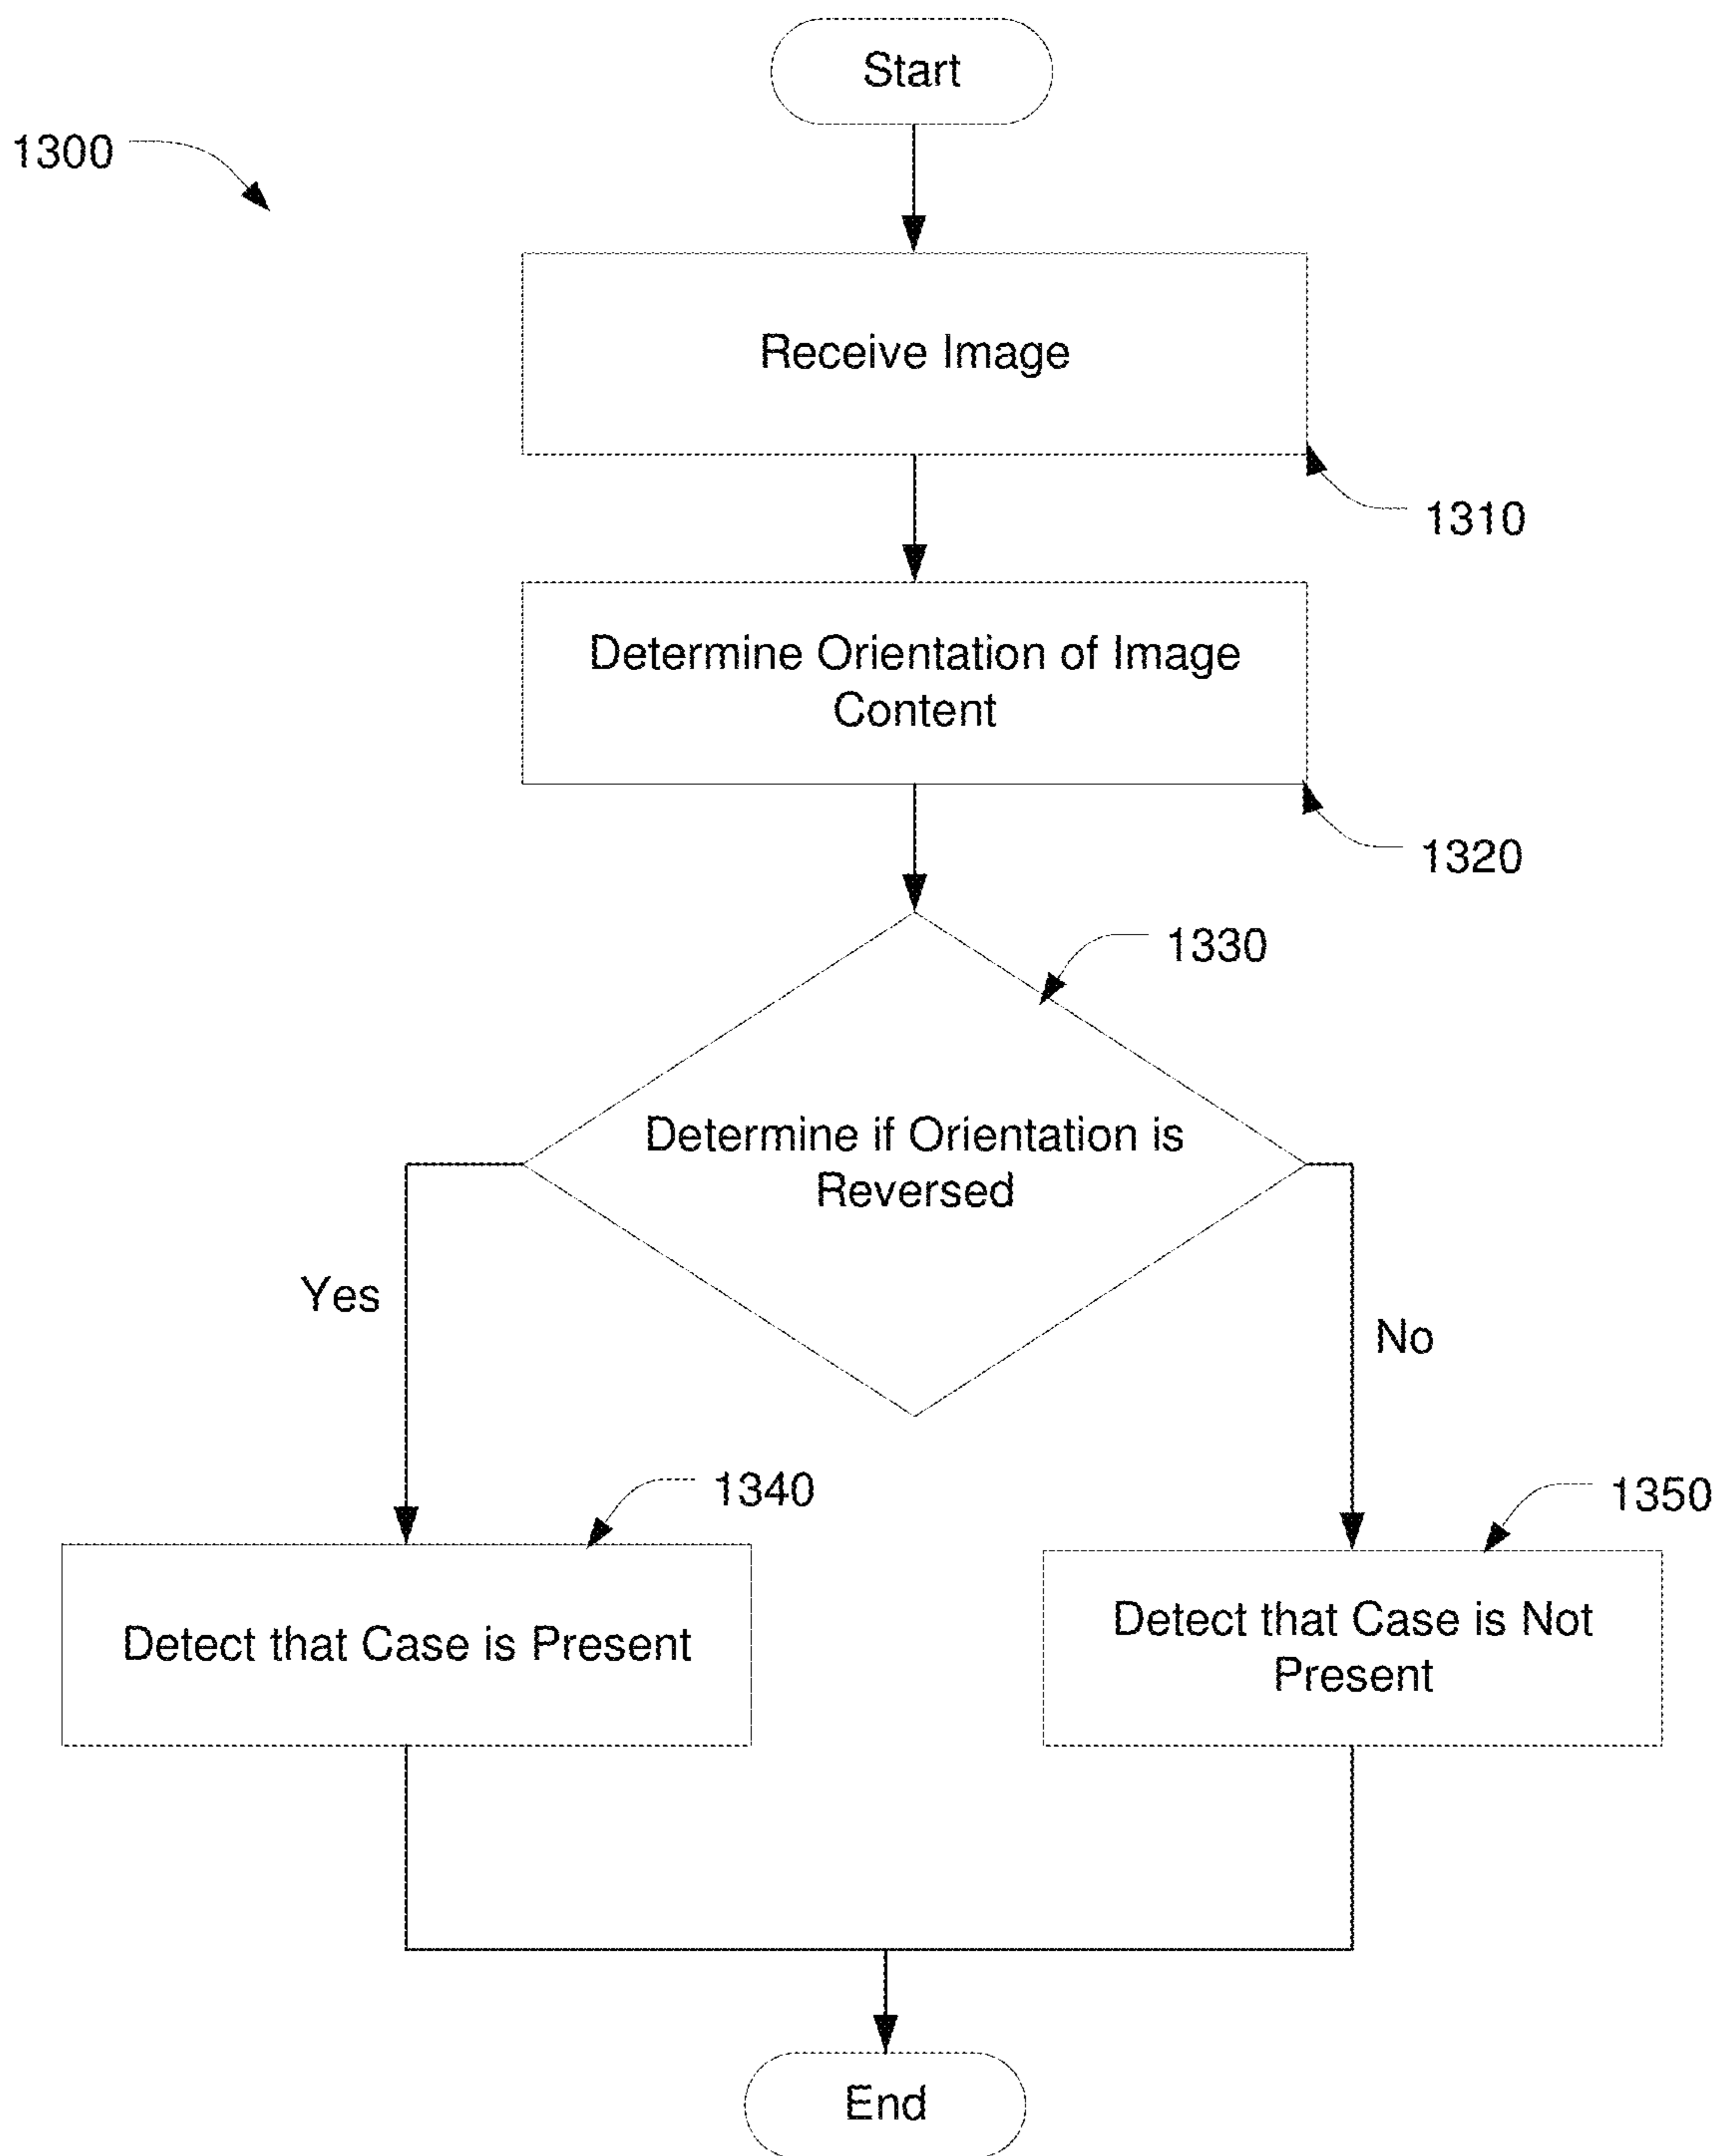 Start
1300
Receive Image
1310
Determine Orientation of Image
Content
1320
1330
Determine if Orientation is
Reversed
Yes
No
1340
1350
Detect that Case is Present
Detect that Case is Not
Present
End